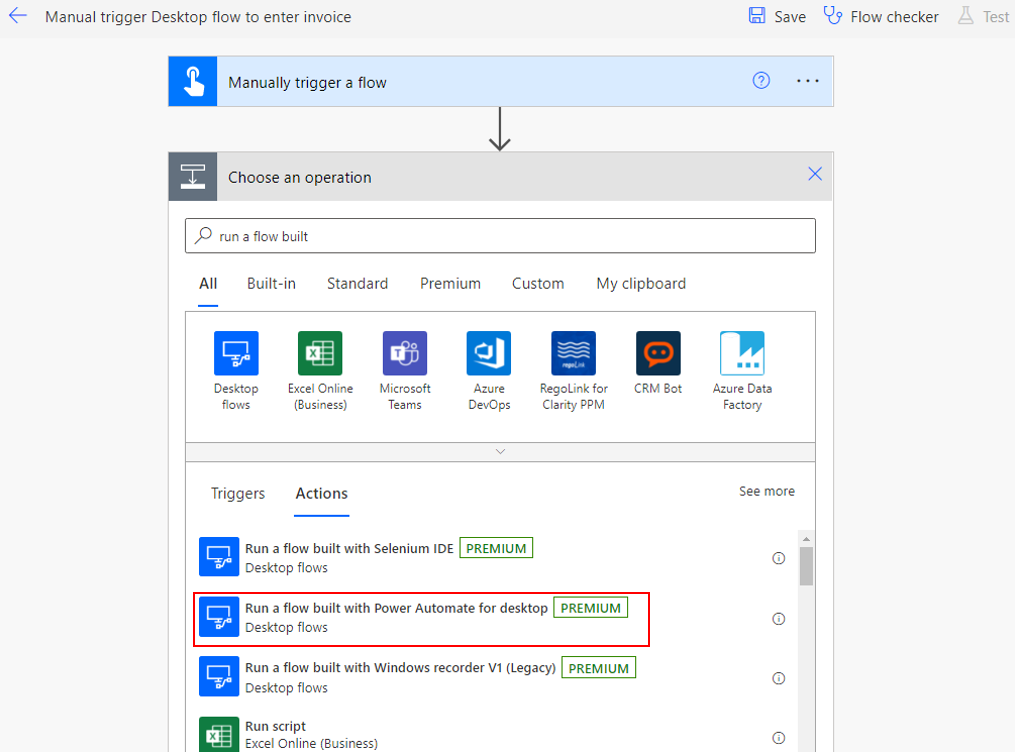 Manual trigger Desktop flow to enter invoice
Save
Flow checker
Test
Manually trigger a flow
Choose an operation
run a flow built
All Built-in Standard Premium Custom My clipboard
Desktop flows
Excel Online (Business)
Microsoft Teams
Azure DevOps
RegoLink for Clarity PPM
CRM Bot
Azure Data Factory
Triggers Actions See more
Run a flow built with Selenium IDE PREMIUM
Desktop flows
Run a flow built with Power Automate for desktop PREMIUM
Desktop flows
Run a flow built with Windows recorder V1 (Legacy) PREMIUM
Desktop flows
Run script
Excel Online (Business)